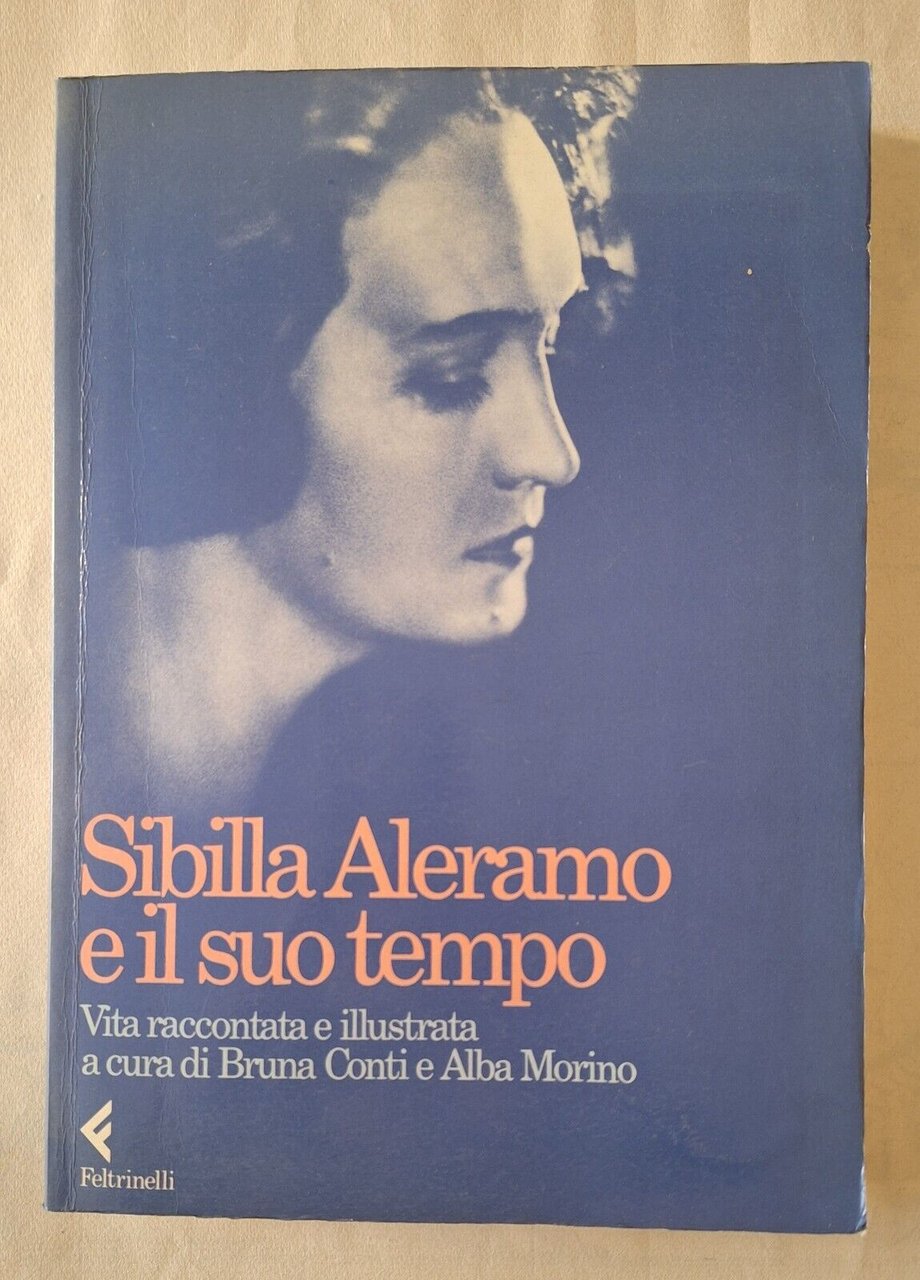 Sibilla Aleramo
e il suo tempo
Vita raccontata e illustrata
a cura di Bruna Conti e Alba Morino
Feltrinelli